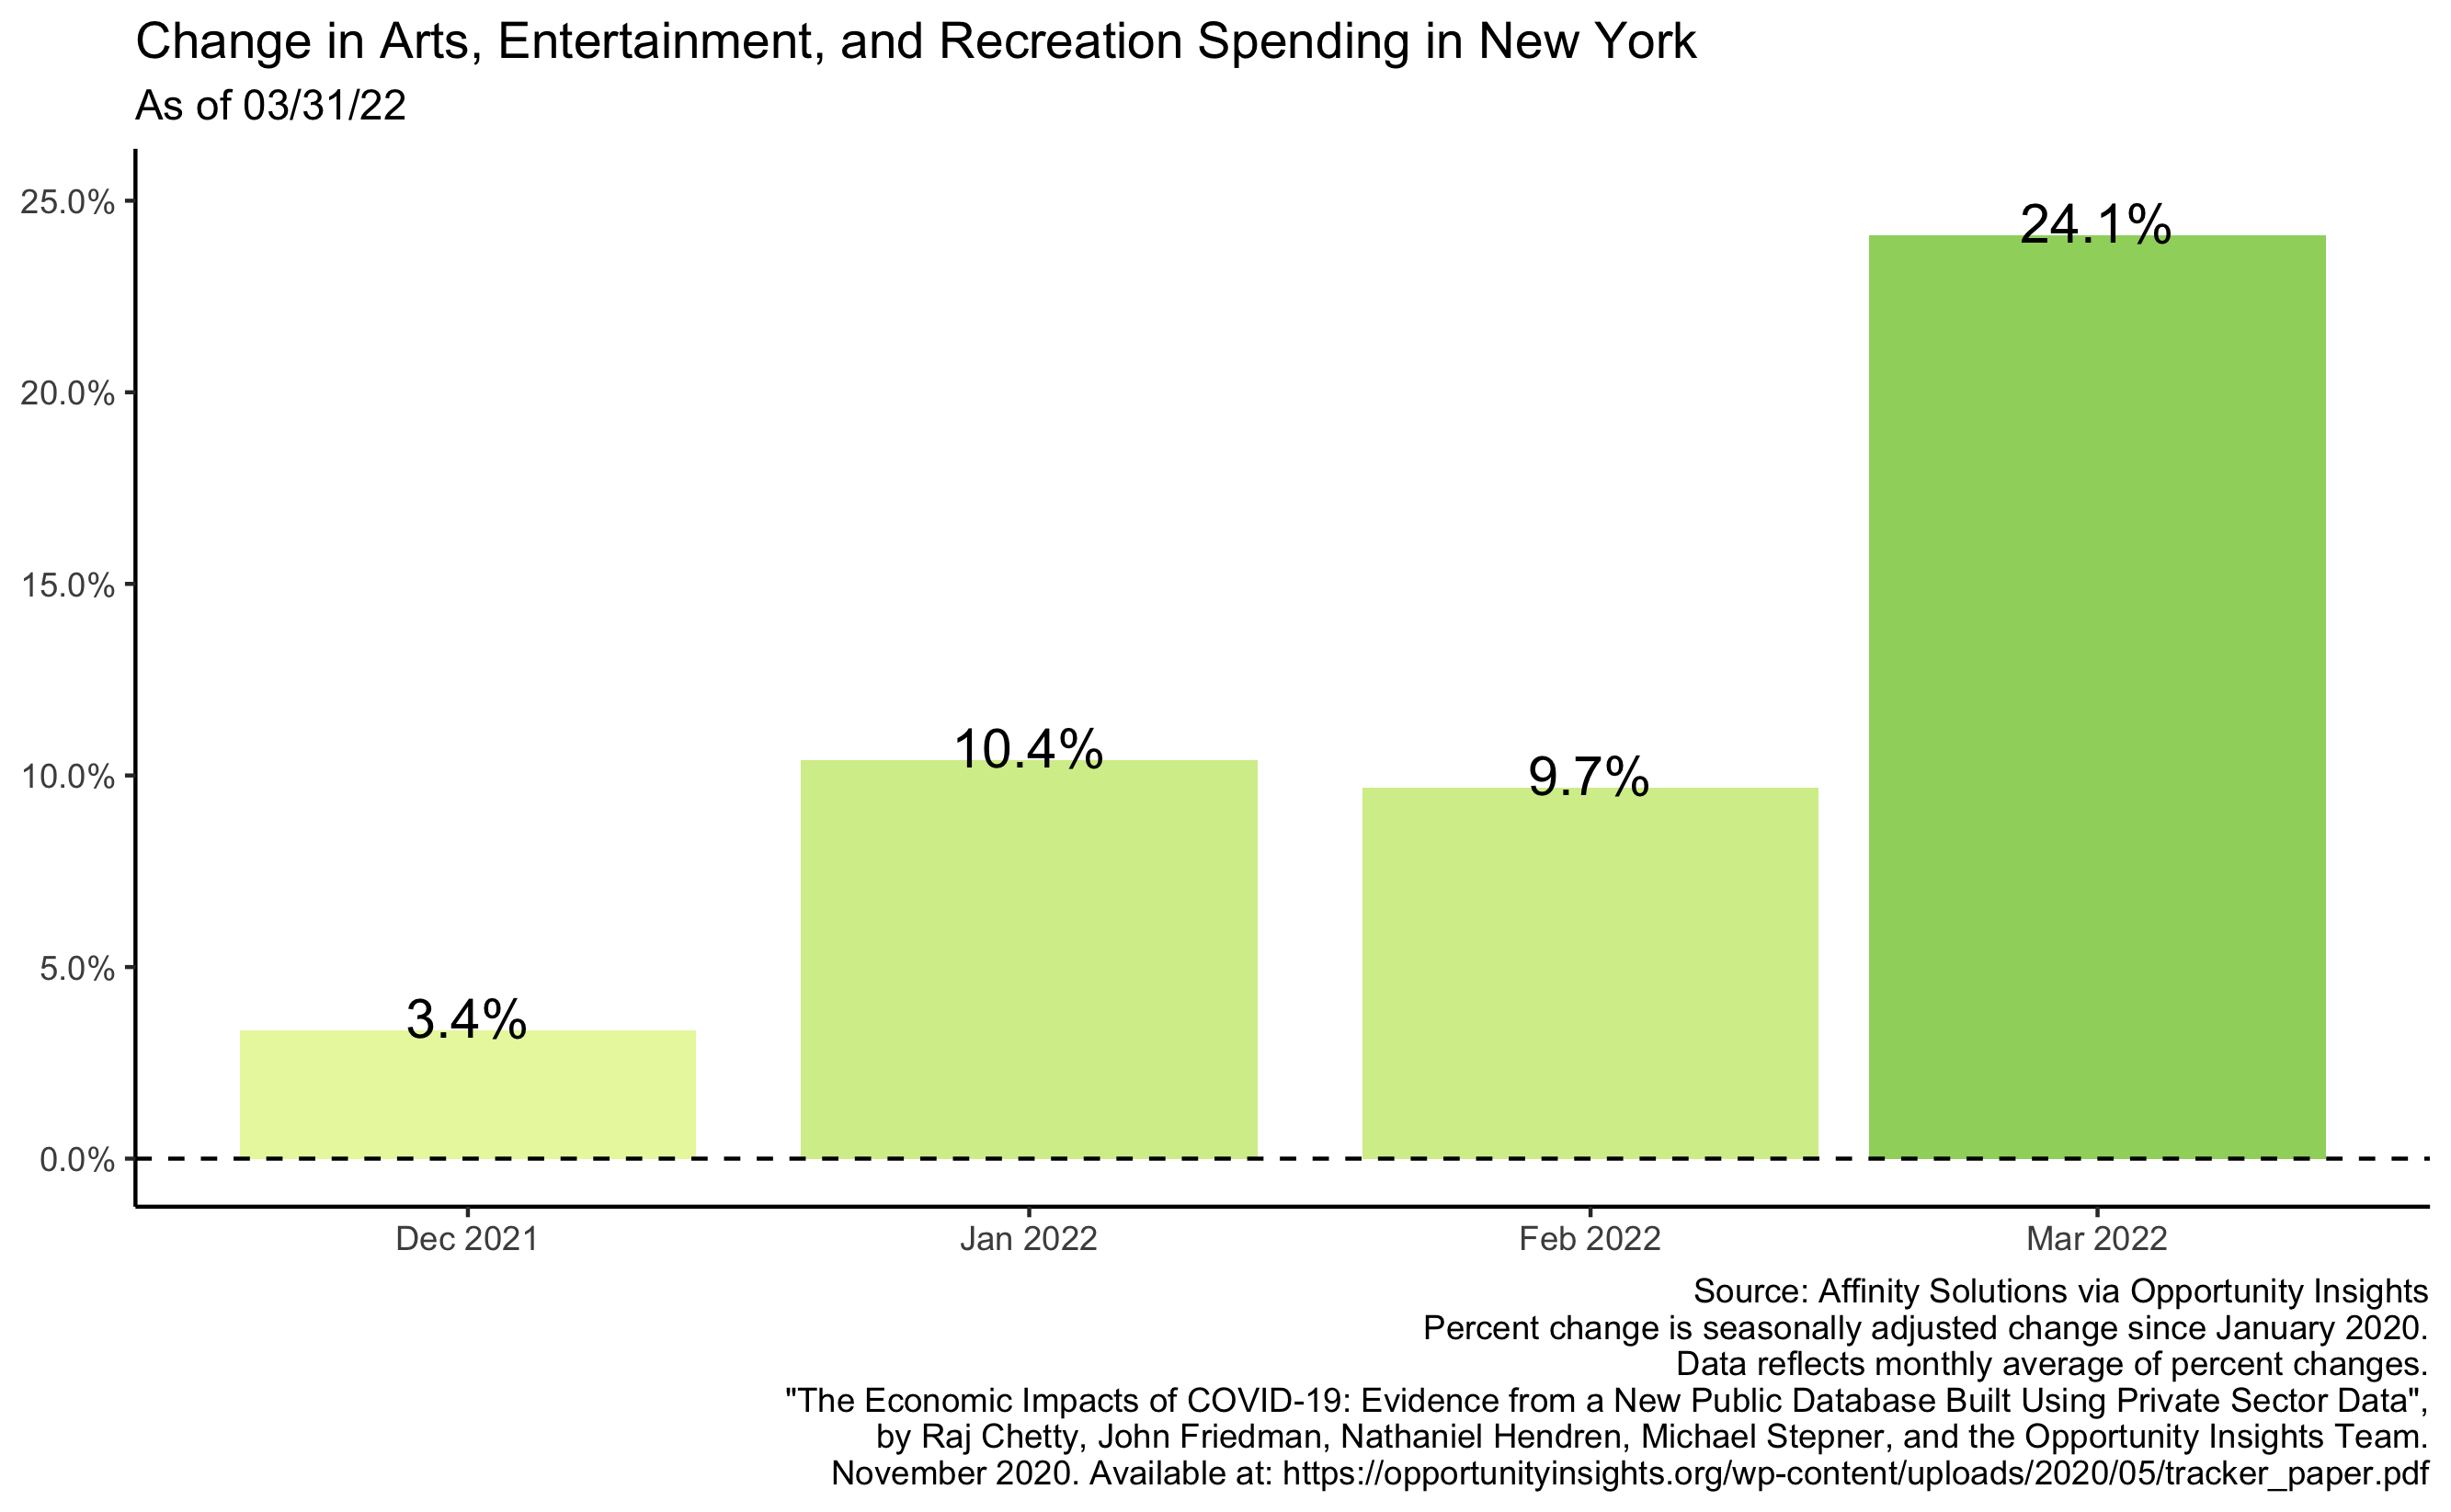 Change in Arts, Entertainment, and Recreation Spending in New York
As of 03/31/22
25.0%
20.0%
15.0%
10.0%
5.0%
0.0%
3.4%
10.4%
9.7%
24.1%
Dec 2021
Jan 2022
Feb 2022
Mar 2022
Source: Affinity Solutions via Opportunity Insights
Percent change is seasonally adjusted change since January 2020.
Data reflects monthly average of percent changes.
"The Economic Impacts of COVID-19: Evidence from a New Public Database Built Using Private Sector Data",
by Raj Chetty, John Friedman, Nathaniel Hendren, Michael Stepner, and the Opportunity Insights Team.
November 2020. Available at: https://opportunityinsights.org/wp-content/uploads/2020/05/tracker_paper.pdf